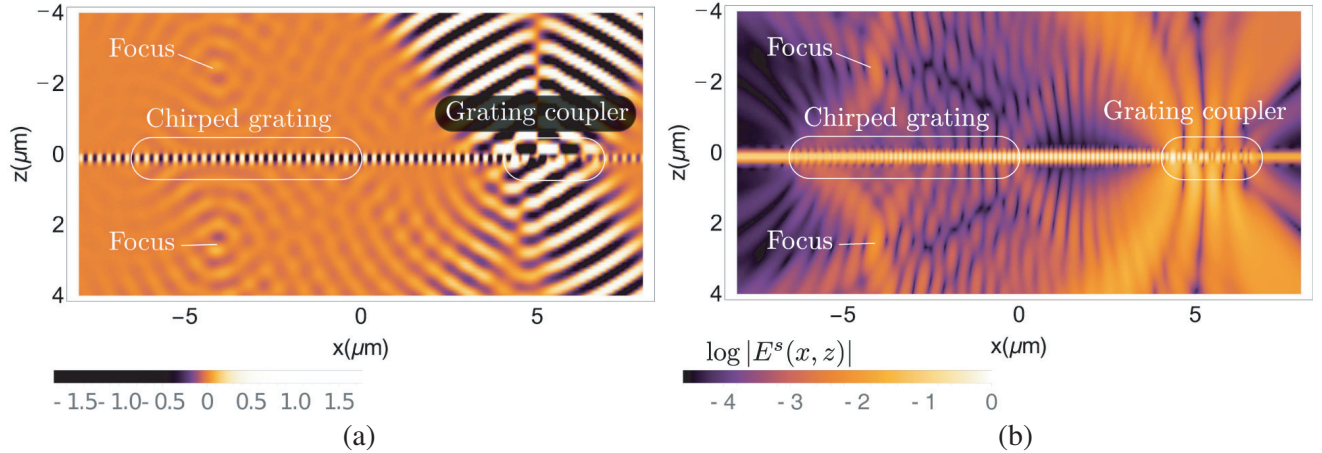 -4
-2
0
2
4
z(μm)
Focus
Chirped grating
Grating coupler
Focus
-5
0
5
x(μm)
- 1.5- 1.0- 0.5 0 0.5 1.0 1.5
(a)
-4
-2
0
2
4
z(μm)
Focus
Chirped grating
Grating coupler
Focus
-5
0
5
x(μm)
log |E^s(x, z)|
- 4 - 3 - 2 - 1 0
(b)